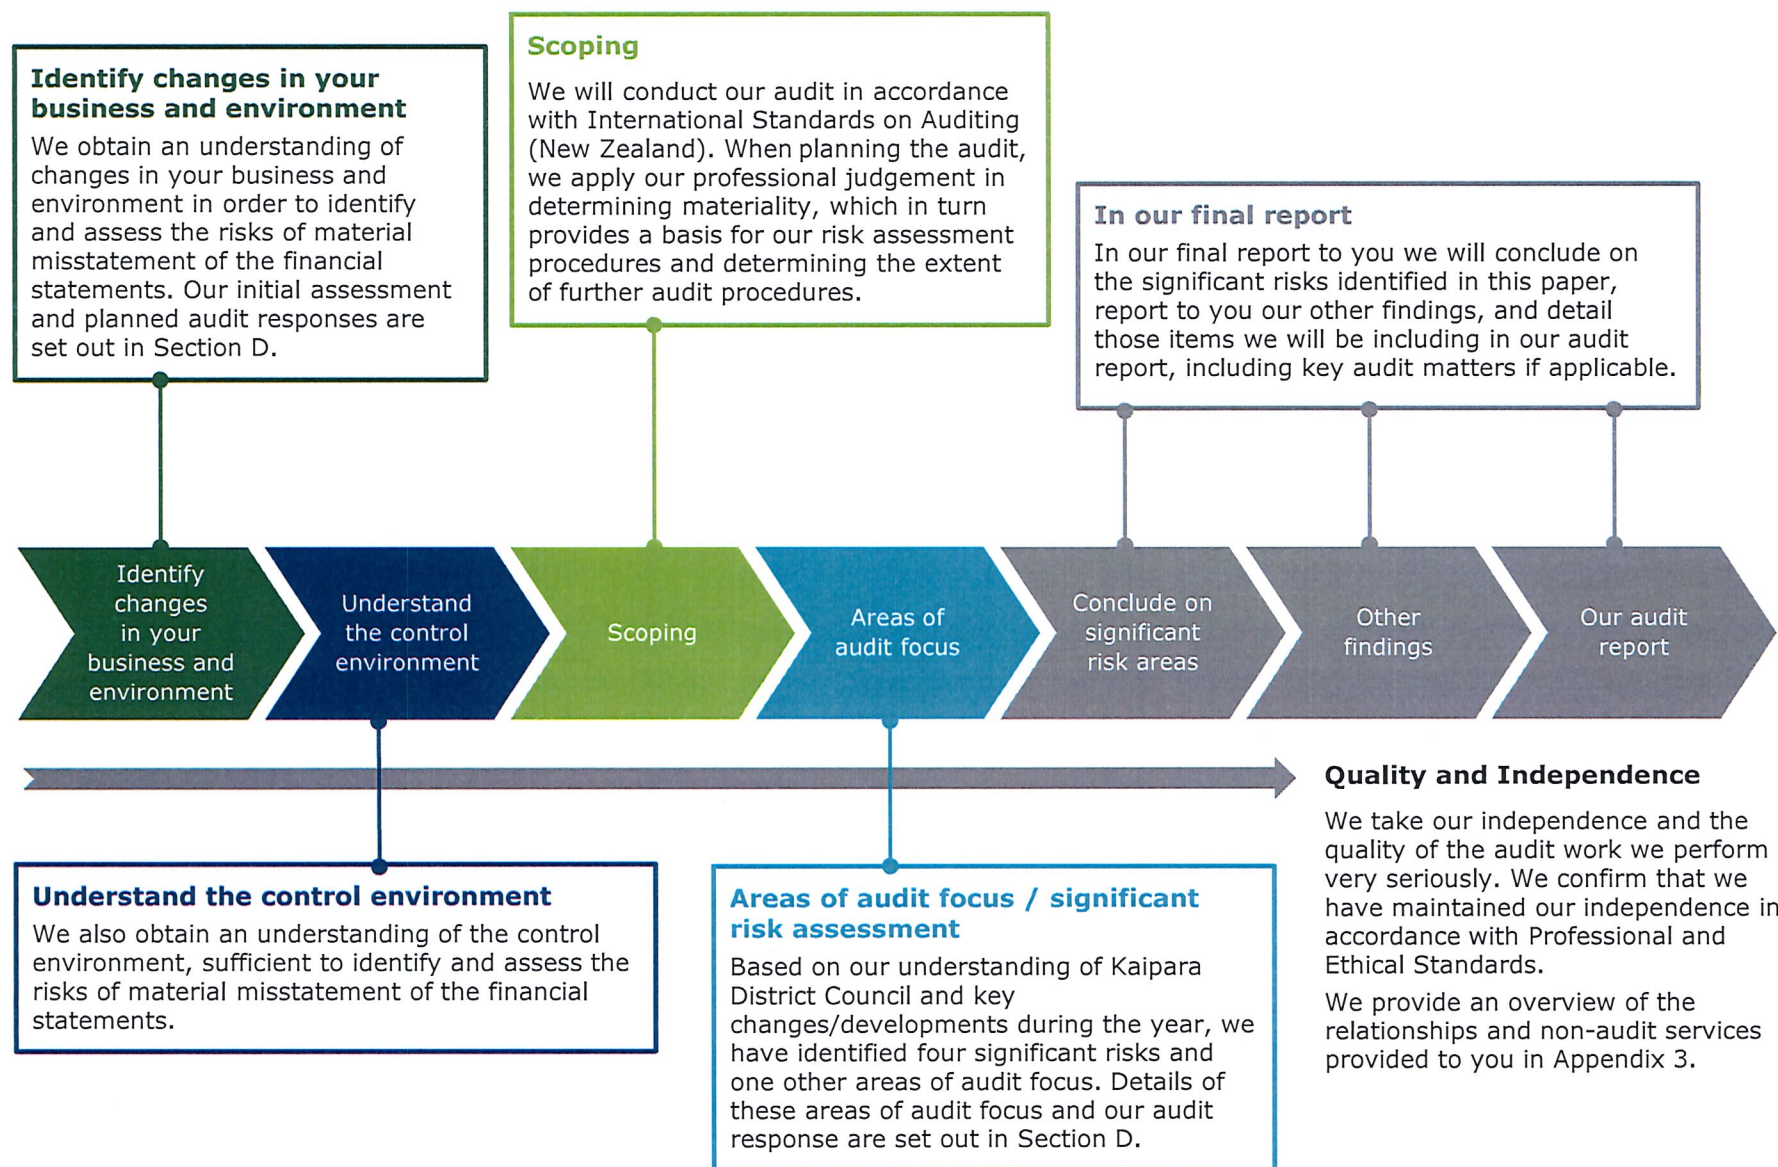 Identify changes in your
business and environment
We obtain an understanding of
changes in your business and
environment in order to identify
and assess the risks of material
misstatement of the financial
statements. Our initial assessment
and planned audit responses are
set out in Section D.
Scoping
We will conduct our audit in accordance
with International Standards on Auditing
(New Zealand). When planning the audit,
we apply our professional judgement in
determining materiality, which in turn
provides a basis for our risk assessment
procedures and determining the extent
of further audit procedures.
In our final report
In our final report to you we will conclude on
the significant risks identified in this paper,
report to you our other findings, and detail
those items we will be including in our audit
report, including key audit matters if applicable.
Identify
changes
in your
business and
environment
Understand
the control
environment
Scoping
Areas of
audit focus
Conclude on
significant
risk areas
Other
findings
Our audit
report
Understand the control environment
We also obtain an understanding of the control
environment, sufficient to identify and assess the
risks of material misstatement of the financial
statements.
Areas of audit focus / significant
risk assessment
Based on our understanding of Kaipara
District Council and key
changes/developments during the year, we
have identified four significant risks and
one other areas of audit focus. Details of
these areas of audit focus and our audit
response are set out in Section D.
Quality and Independence
We take our independence and the
quality of the audit work we perform
very seriously. We confirm that we
have maintained our independence in
accordance with Professional and
Ethical Standards.
We provide an overview of the
relationships and non-audit services
provided to you in Appendix 3.